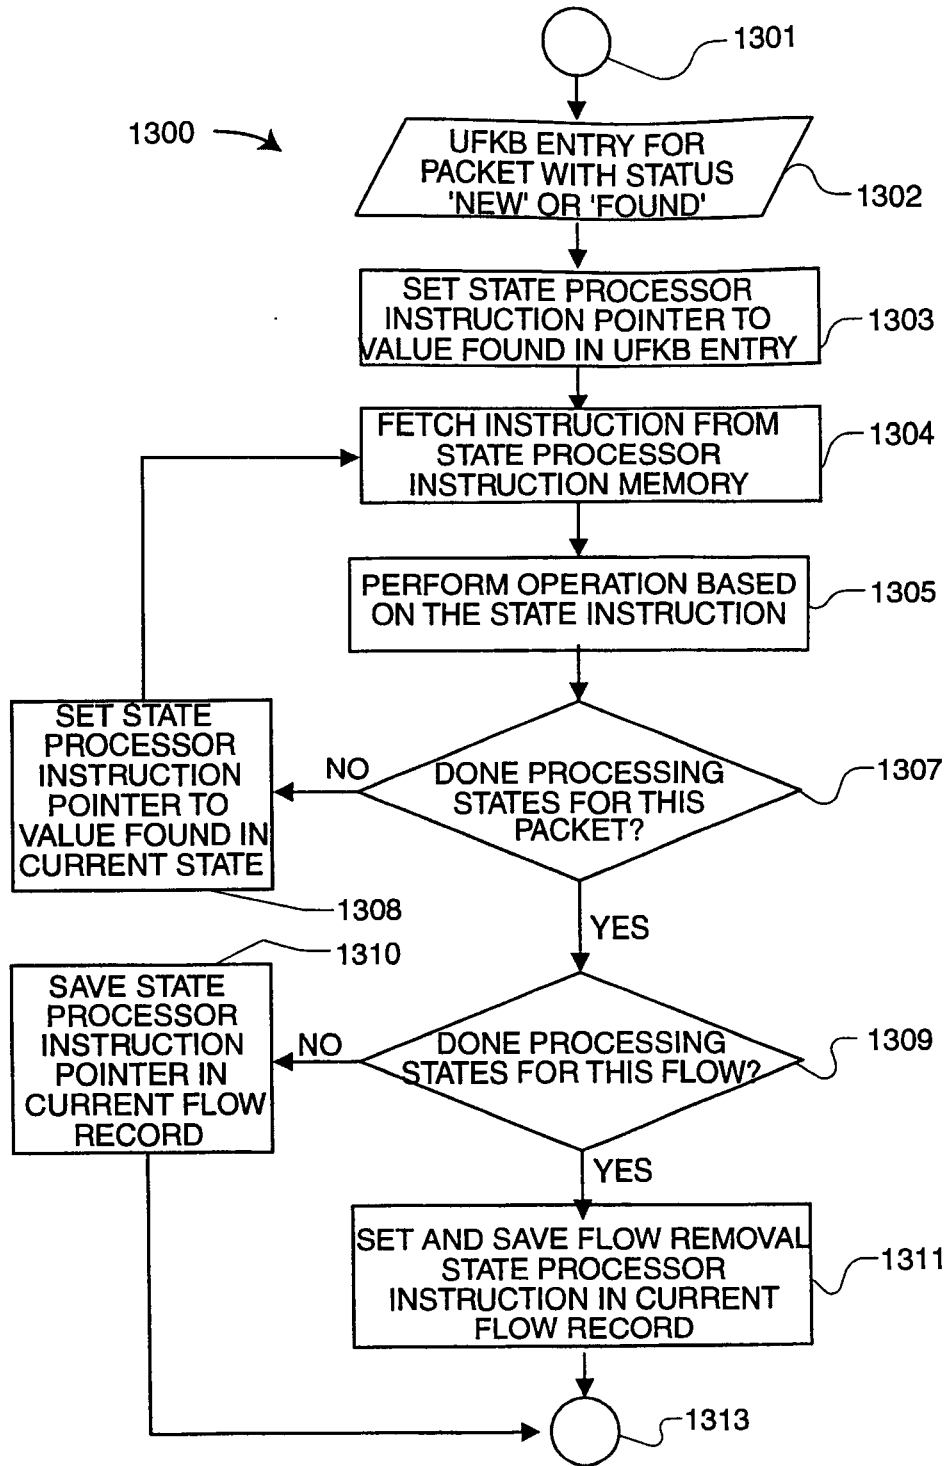 1301
1300
UFKB ENTRY FOR
PACKET WITH STATUS
'NEW' OR 'FOUND'
1302
SET STATE PROCESSOR
INSTRUCTION POINTER TO
VALUE FOUND IN UFKB ENTRY
1303
FETCH INSTRUCTION FROM
STATE PROCESSOR
INSTRUCTION MEMORY
1304
PERFORM OPERATION BASED
ON THE STATE INSTRUCTION
1305
SET STATE
PROCESSOR
INSTRUCTION
POINTER TO
VALUE FOUND IN
CURRENT STATE
1308
NO
DONE PROCESSING
STATES FOR THIS
PACKET?
1307
YES
1310
SAVE STATE
PROCESSOR
INSTRUCTION
POINTER IN
CURRENT FLOW
RECORD
NO
DONE PROCESSING
STATES FOR THIS FLOW?
1309
YES
SET AND SAVE FLOW REMOVAL
STATE PROCESSOR
INSTRUCTION IN CURRENT
FLOW RECORD
1311
1313